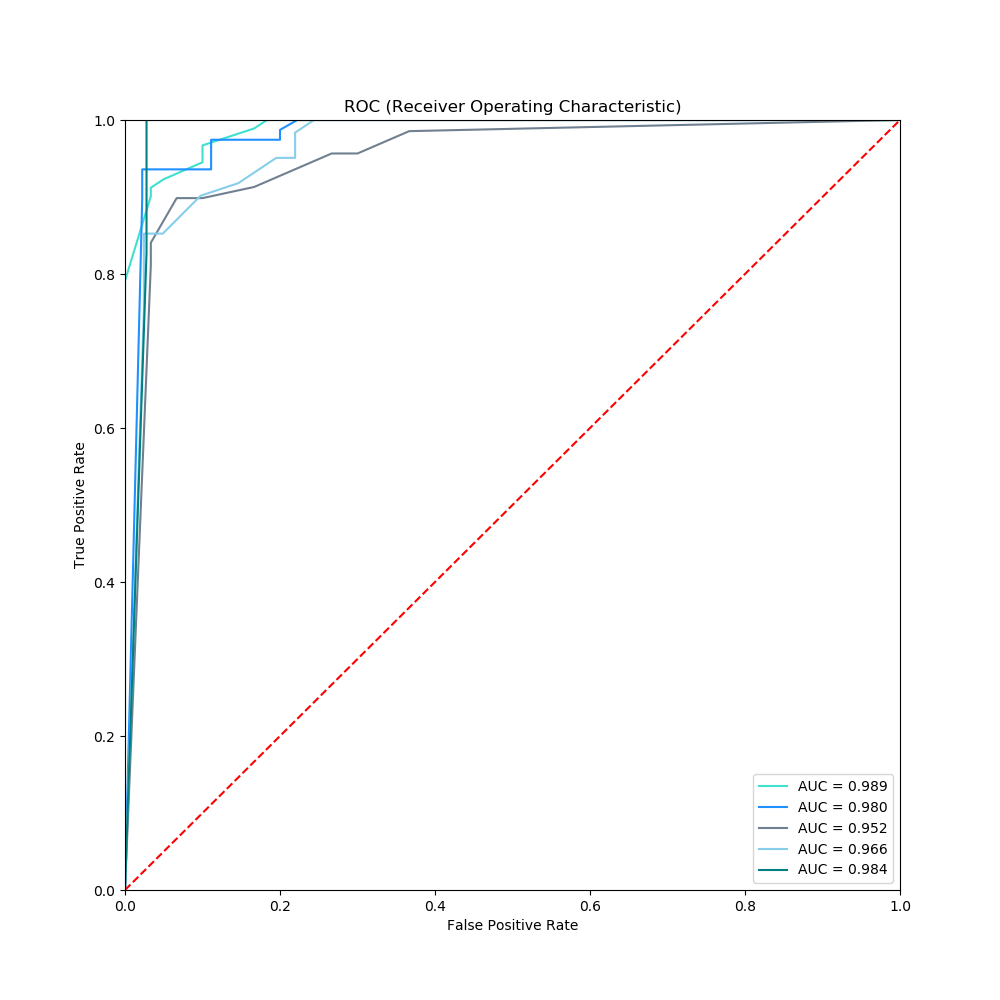 ROC (Receiver Operating Characteristic)
1.0
0.8
0.6
0.4
0.2
0.0
True Positive Rate
AUC = 0.989
AUC = 0.980
AUC = 0.952
AUC = 0.966
AUC = 0.984
0.0 0.2 0.4 0.6 0.8 1.0
False Positive Rate